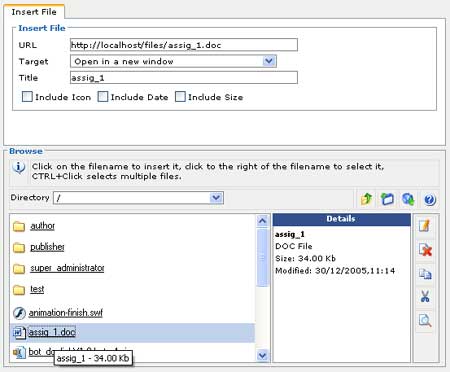 Insert File
Insert File
URL http://localhost/files/assig_1.doc
Target Open in a new window
Title assig_1
Include Icon Include Date Include Size
Browse
Click on the filename to insert it, click to the right of the filename to select it,
CTRL+Click selects multiple files.
Directory /
author
publisher
super_administrator
test
animation-finish.swf
assig_1.doc
assig_1 - 34.00 Kb
Details
assig_1
DOC File
Size: 34.00 Kb
Modified: 30/12/2005,11:14